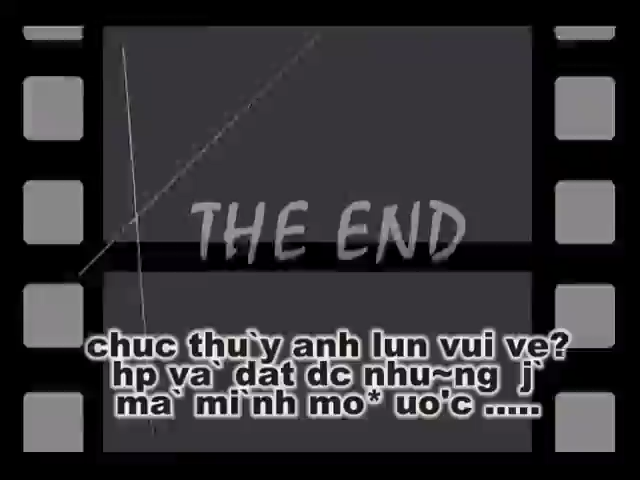 THE END
chuc thu`y anh lun vui ve?
hp va` dat dc nhu~ng j`
ma` mi`nh mo* uo'c .....